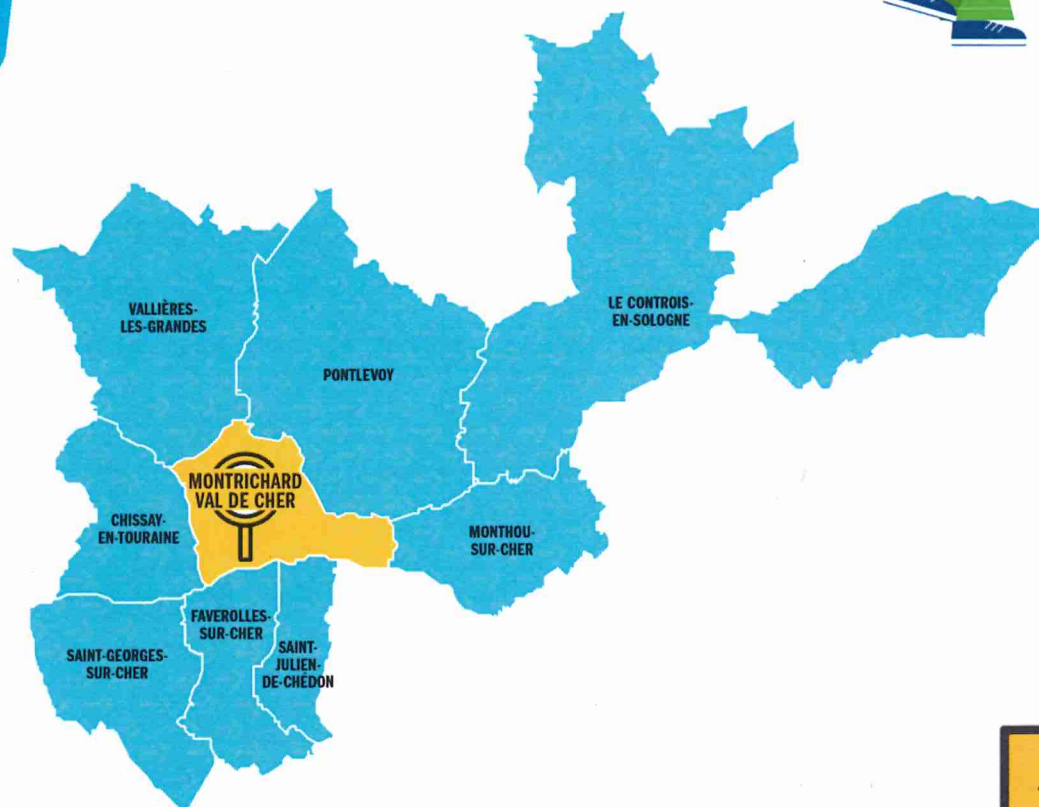 VALLIÈRES-
LES-GRANDES
LE CONTROIS-
EN-SOLOGNE
PONTLEVOY
MONTRICHARD
VAL DE CHER
CHISSAY-
EN-TOURAINE
MONTHOU-
SUR-CHER
FAVEROLLES-
SUR-CHER
SAINT-GEORGES-
SUR-CHER
SAINT-
JULIEN-
DE-CHÉDON